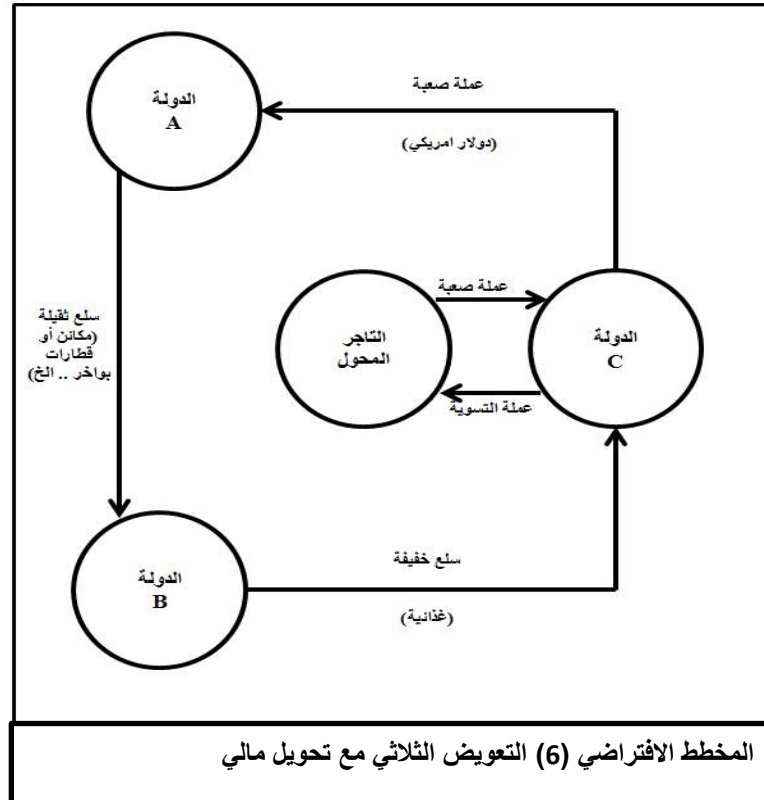 عملة صعبة
الدولة
A
(دولار امريكي)
سلع ثقيلة
(مكائن أو
قطارات
بواخر .. الخ)
عملة صعبة
التاجر
المحول
الدولة
C
عملة التسوية
الدولة
B
سلع خفيفة
(غذائية)
المخطط الافتراضي (6) التعويض الثلاثي مع تحويل مالي